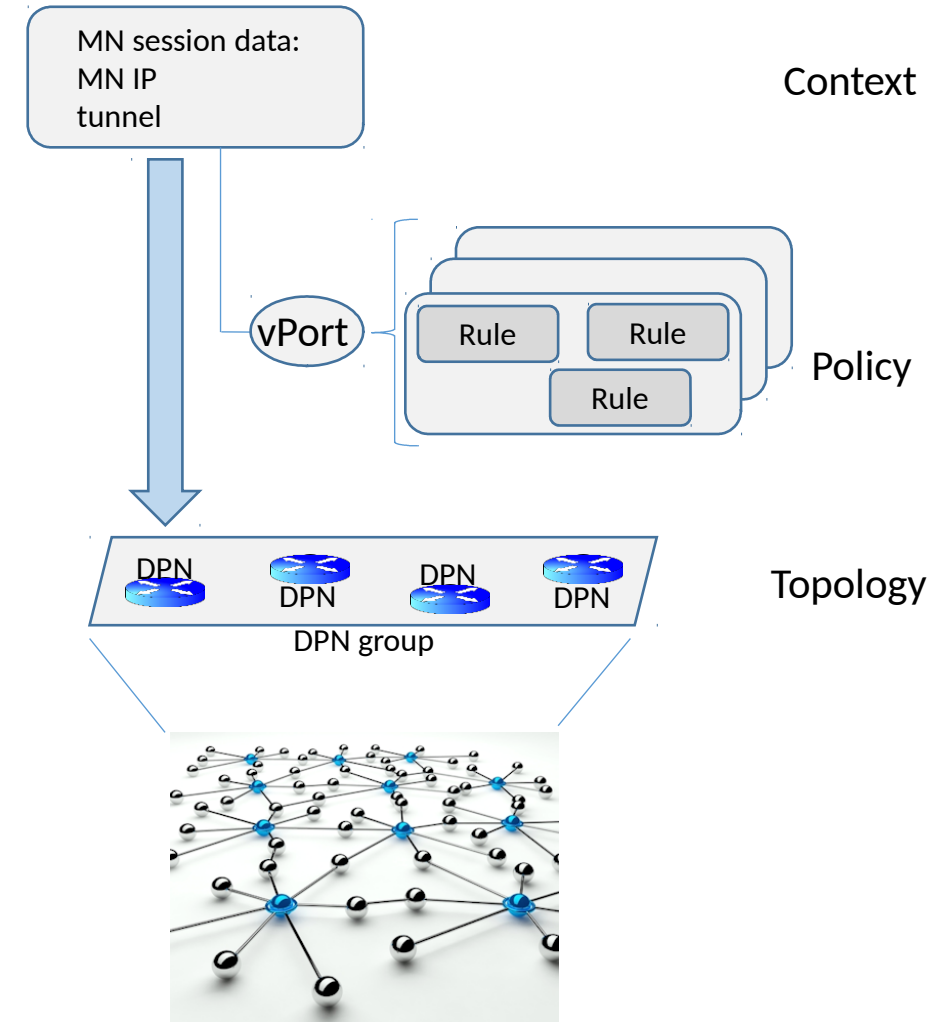 MN session data:
MN IP
tunnel
Context
vPort
Rule
Rule
Rule
Policy
DPN
DPN
DPN
DPN
Topology
DPN group